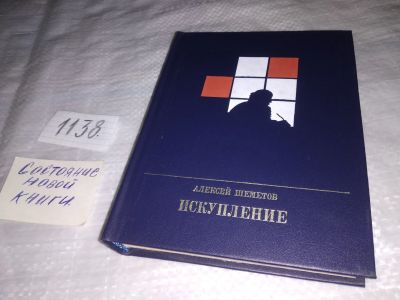 1138
Состояние
новой
книги
АЛЕКСЕЙ ШЕМЕТОВ
ИСКУПЛЕНИЕ